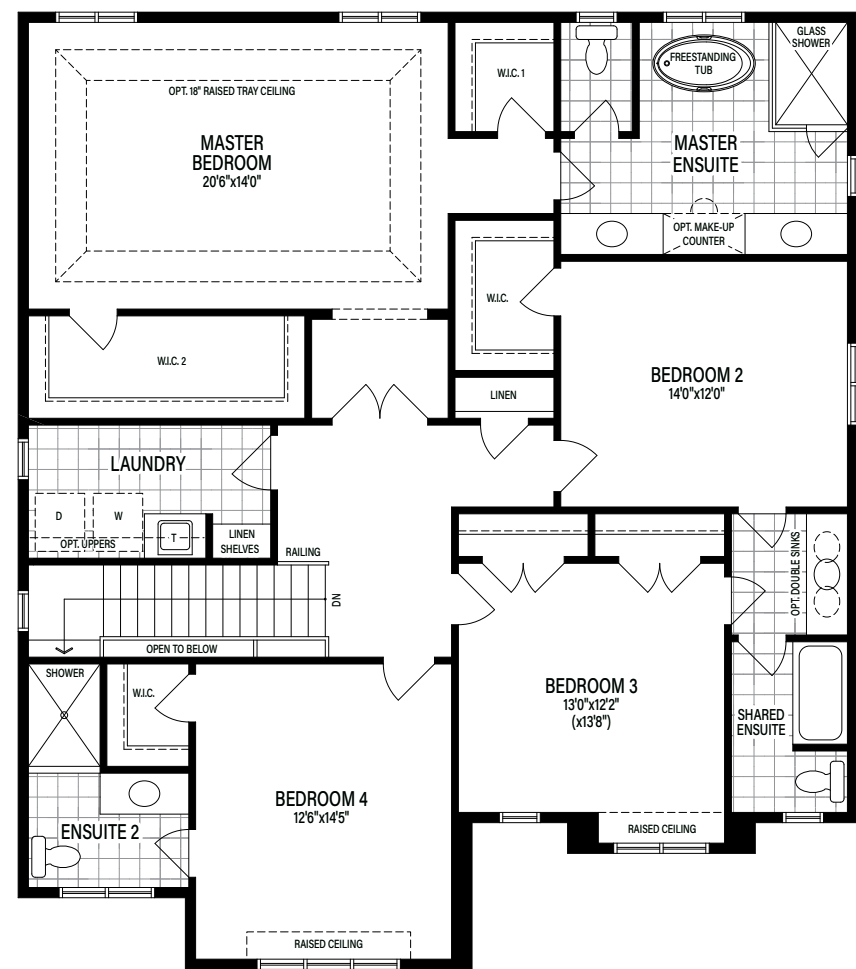 GLASS
SHOWER
FREESTANDING
TUB
W.I.C. 1
OPT. 18" RAISED TRAY CEILING
MASTER
BEDROOM
20'6"x14'0"
MASTER
ENSUITE
OPT. MAKE-UP
COUNTER
W.I.C.
W.I.C. 2
BEDROOM 2
14'0"x12'0"
LINEN
LAUNDRY
D
W
T
OPT. UPPERS
LINEN
SHELVES
RAILING
DN
OPEN TO BELOW
OPT. DOUBLE SINKS
SHOWER
W.I.C.
BEDROOM 3
13'0"x12'2"
(x13'8")
SHARED
ENSUITE
BEDROOM 4
12'6"x14'5"
ENSUITE 2
RAISED CEILING
RAISED CEILING